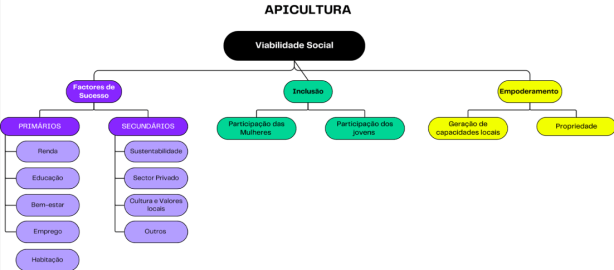 APICULTURA
Viabilidade Social
Factores de
Sucesso
Inclusão
Empoderamento
PRIMÁRIOS
SECUNDÁRIOS
Participação das
Mulheres
Participação dos
jovens
Geração de
capacidades locais
Propriedade
Renda
Sustentabilidade
Educação
Sector Privado
Bem-estar
Cultura e Valores
locais
Emprego
Outros
Habitação